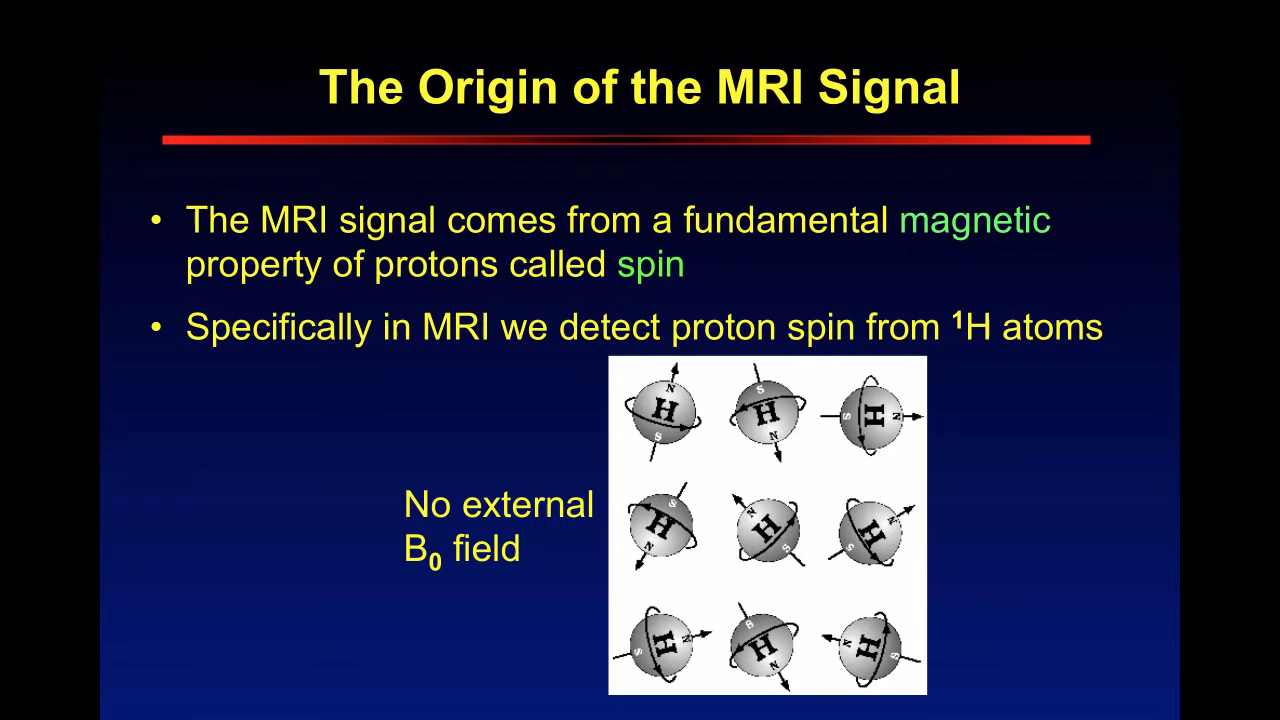 The Origin of the MRI Signal
• The MRI signal comes from a fundamental magnetic
property of protons called spin
• Specifically in MRI we detect proton spin from ¹H atoms
No external
B₀ field
N H S
S H N
S H N
S H N
N H S
N H S
S H N
S H N
N H S